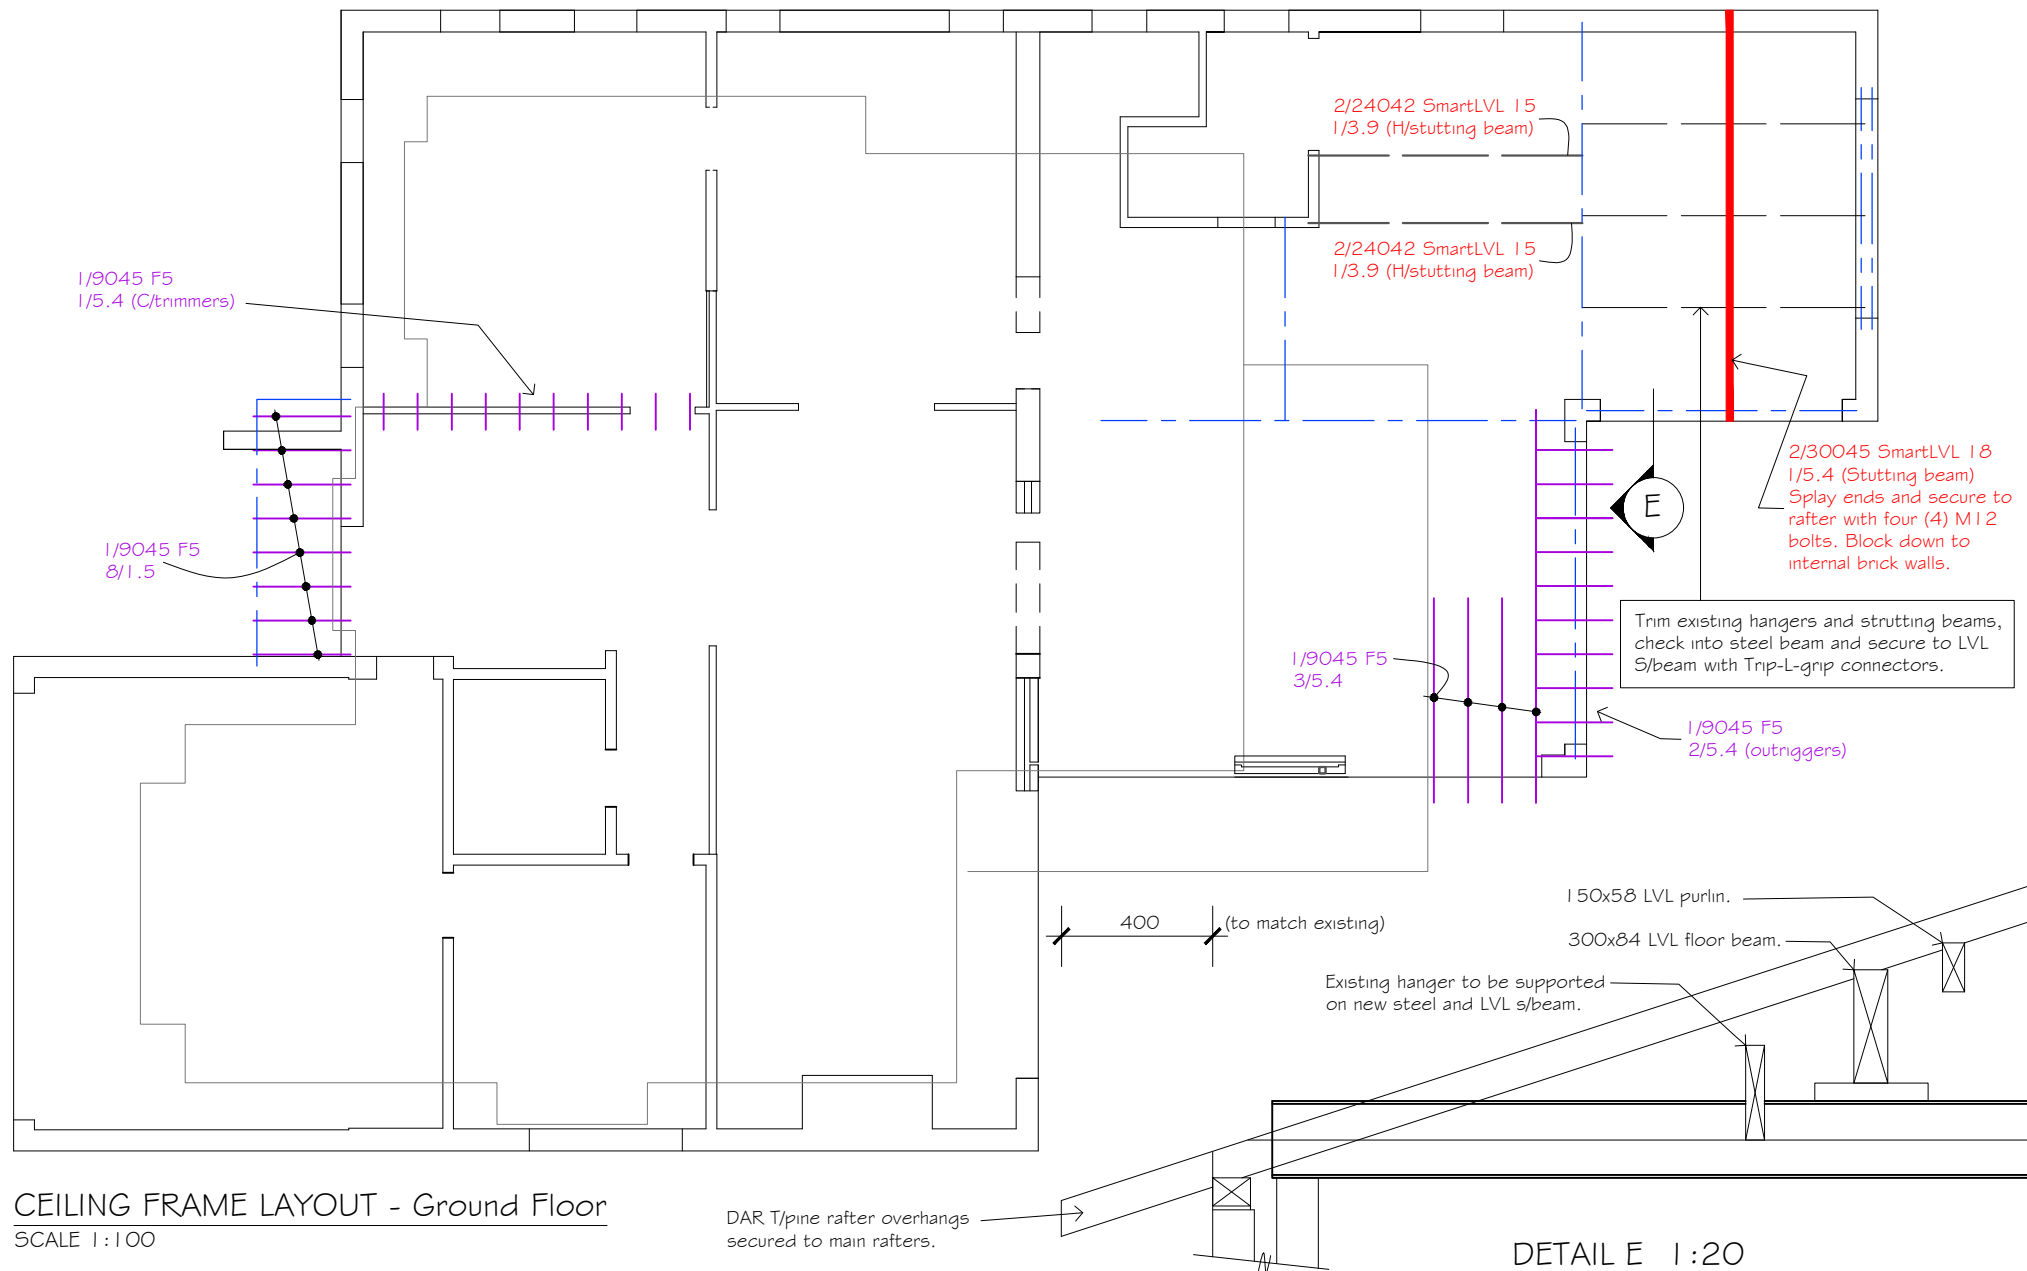 2/24042 SmartLVL 15
1/3.9 (H/stutting beam)
2/24042 SmartLVL 15
1/3.9 (H/stutting beam)
1/9045 F5
1/5.4 (C/trimmers)
1/9045 F5
8/1.5
E
2/30045 SmartLVL 18
1/5.4 (Stutting beam)
Splay ends and secure to
rafter with four (4) M12
bolts. Block down to
internal brick walls.
Trim existing hangers and strutting beams,
check into steel beam and secure to LVL
S/beam with Trip-L-grip connectors.
1/9045 F5
3/5.4
1/9045 F5
2/5.4 (outriggers)
400
(to match existing)
150x58 LVL purlin.
300x84 LVL floor beam.
Existing hanger to be supported
on new steel and LVL s/beam.
DAR T/pine rafter overhangs
secured to main rafters.
CEILING FRAME LAYOUT - Ground Floor
SCALE 1:100
DETAIL E 1:20